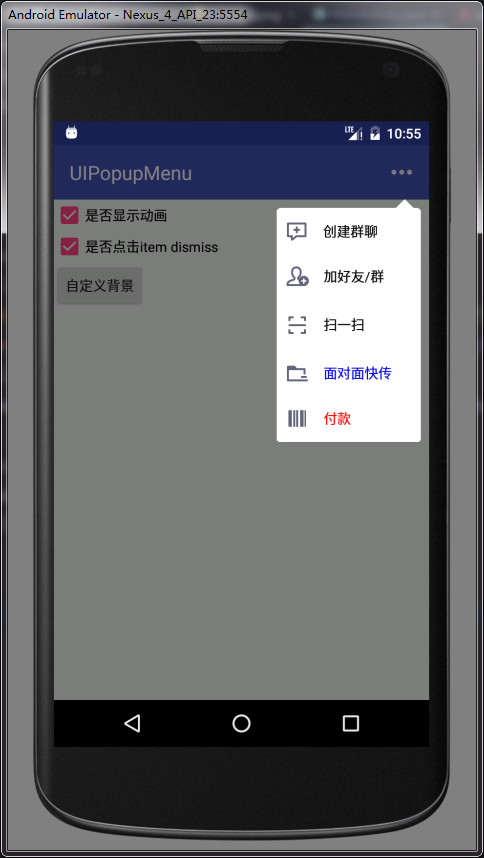 Android Emulator - Nexus_4_API_23:5554
LTE 10:55
UIPopupMenu
是否显示动画
是否点击item dismiss
自定义背景
创建群聊
加好友/群
扫一扫
面对面快传
付款